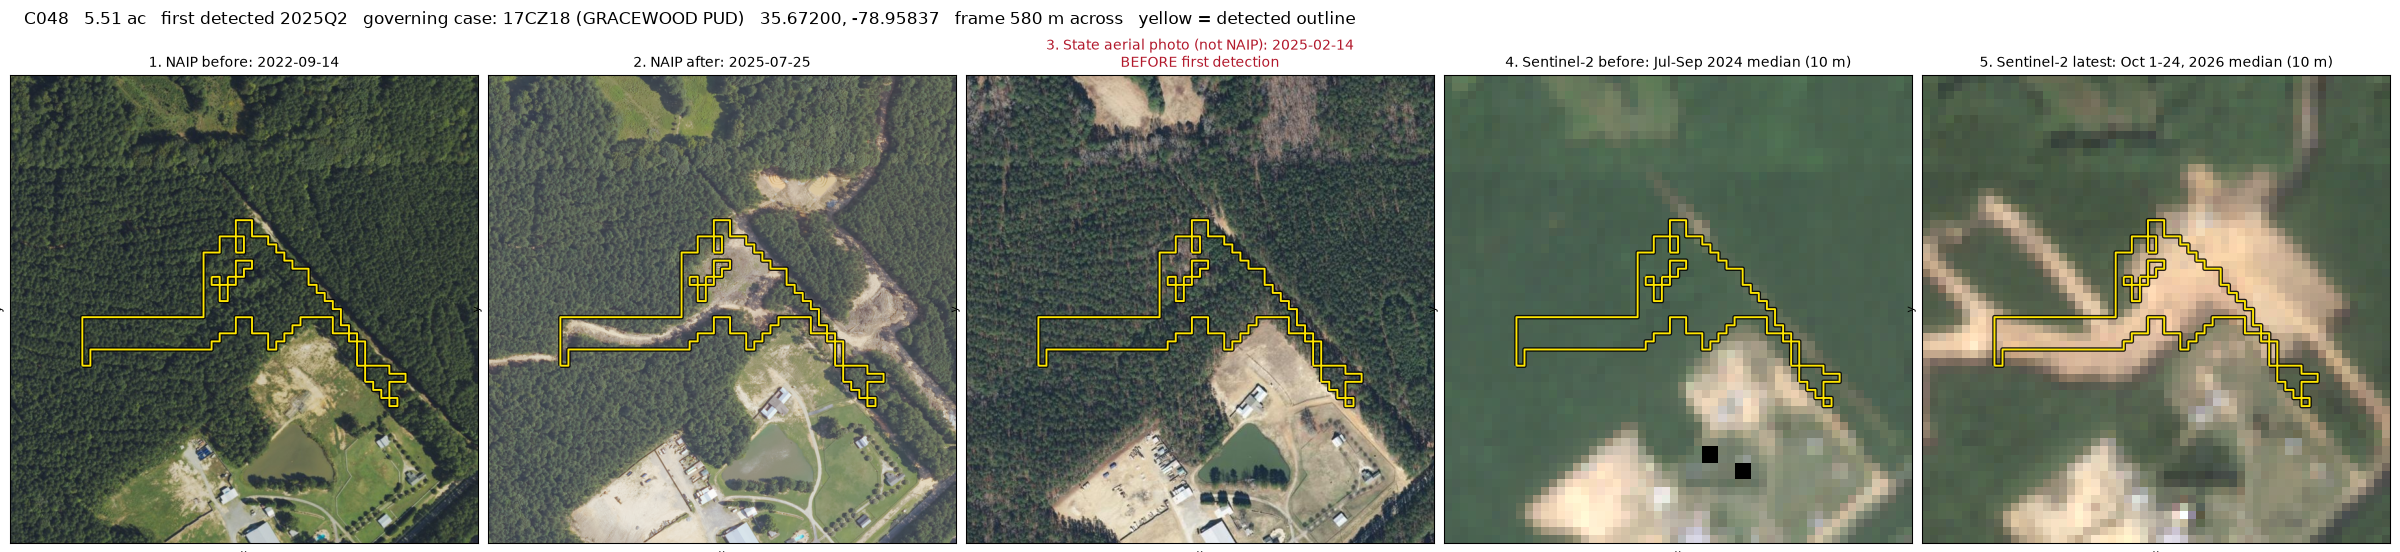 C048   5.51 ac   first detected 2025Q2   governing case: 17CZ18 (GRACEWOOD PUD)   35.67200, -78.95837   frame 580 m across   yellow = detected outline
1. NAIP before: 2022-09-14
2. NAIP after: 2025-07-25
3. State aerial photo (not NAIP): 2025-02-14
BEFORE first detection
4. Sentinel-2 before: Jul-Sep 2024 median (10 m)
5. Sentinel-2 latest: Oct 1-24, 2026 median (10 m)